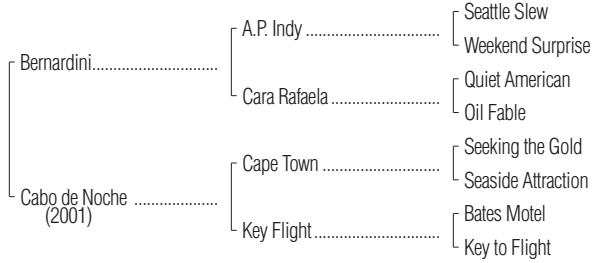 Seattle Slew
A.P. Indy ..............................
Weekend Surprise
Bernardini............................
Quiet American
Cara Rafaela........................
Oil Fable
Seeking the Gold
Cape Town ..........................
Seaside Attraction
Cabo de Noche ...................
(2001)
Bates Motel
Key Flight............................
Key to Flight